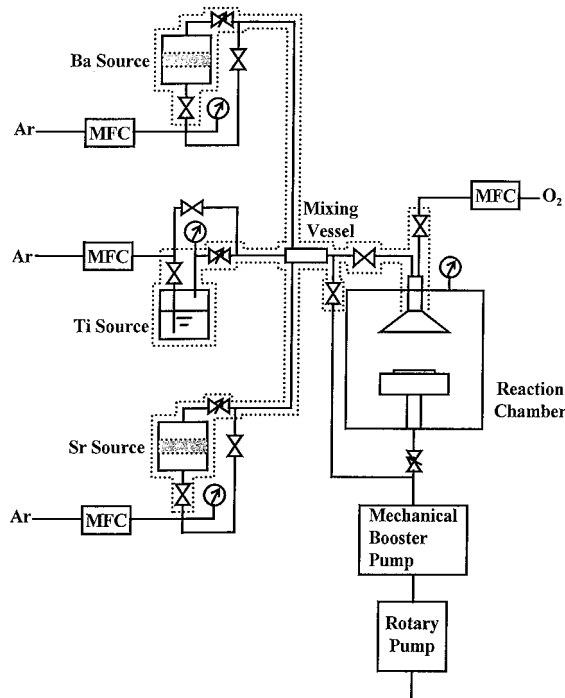 Ba Source
Ar
MFC
Mixing
Vessel
MFC
O₂
Ar
MFC
Ti Source
Reaction
Chamber
Sr Source
Ar
MFC
Mechanical
Booster
Pump
Rotary
Pump